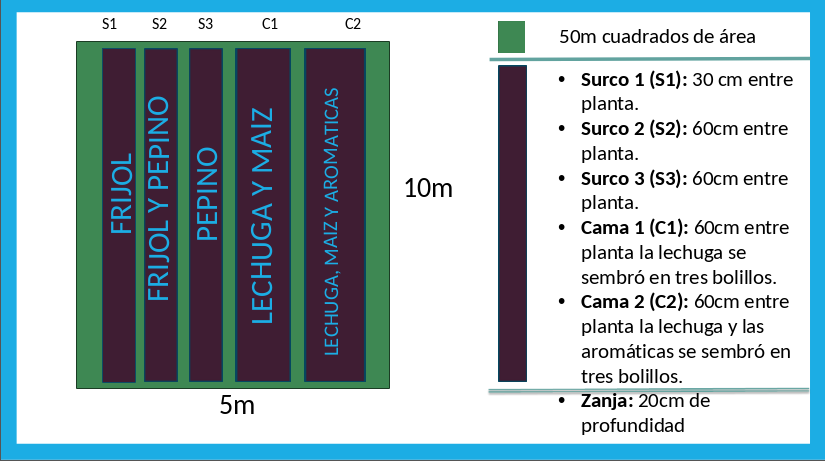 S1 S2 S3 C1 C2
FRIJOL
FRIJOL Y PEPINO
PEPINO
LECHUGA Y MAIZ
LECHUGA, MAIZ Y AROMATICAS
10m
5m
50m cuadrados de área
• Surco 1 (S1): 30 cm entre
planta.
• Surco 2 (S2): 60cm entre
planta.
• Surco 3 (S3): 60cm entre
planta.
• Cama 1 (C1): 60cm entre
planta la lechuga se
sembró en tres bolillos.
• Cama 2 (C2): 60cm entre
planta la lechuga y las
aromáticas se sembró en
tres bolillos.
• Zanja: 20cm de
profundidad